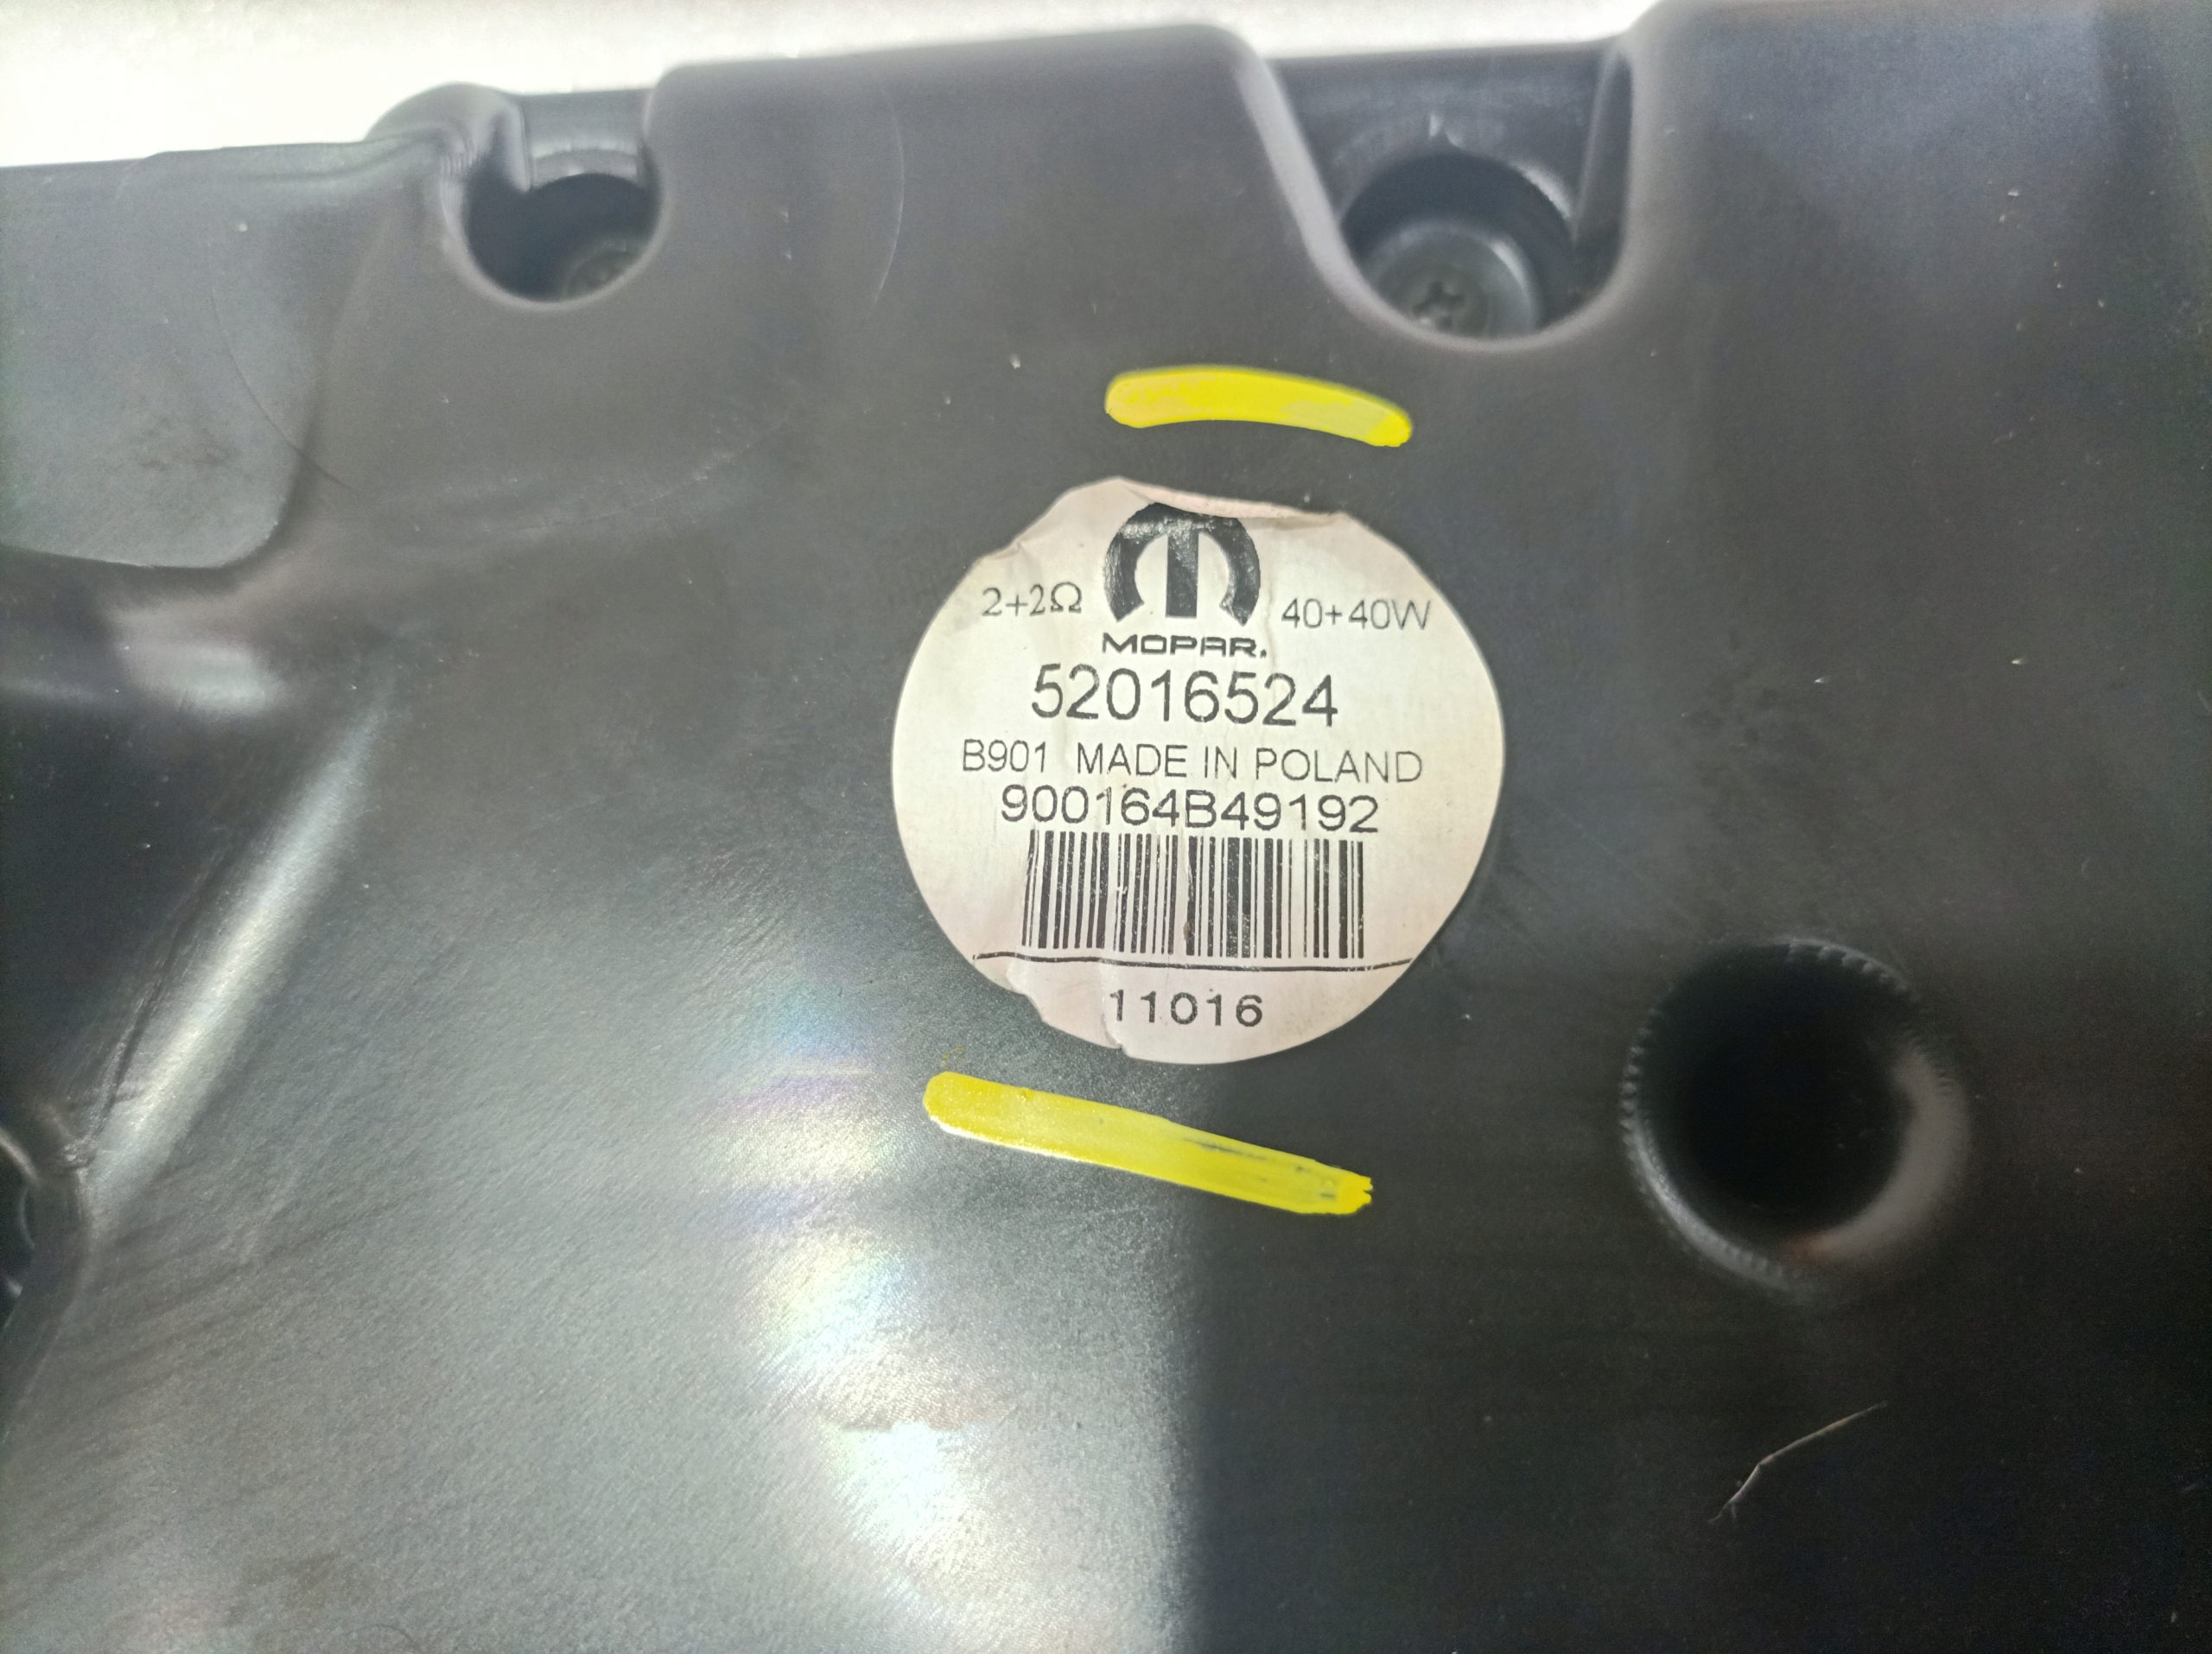 2+2Ω 40+40W
MOPAR.
52016524
B901 MADE IN POLAND
900164B49192
11016